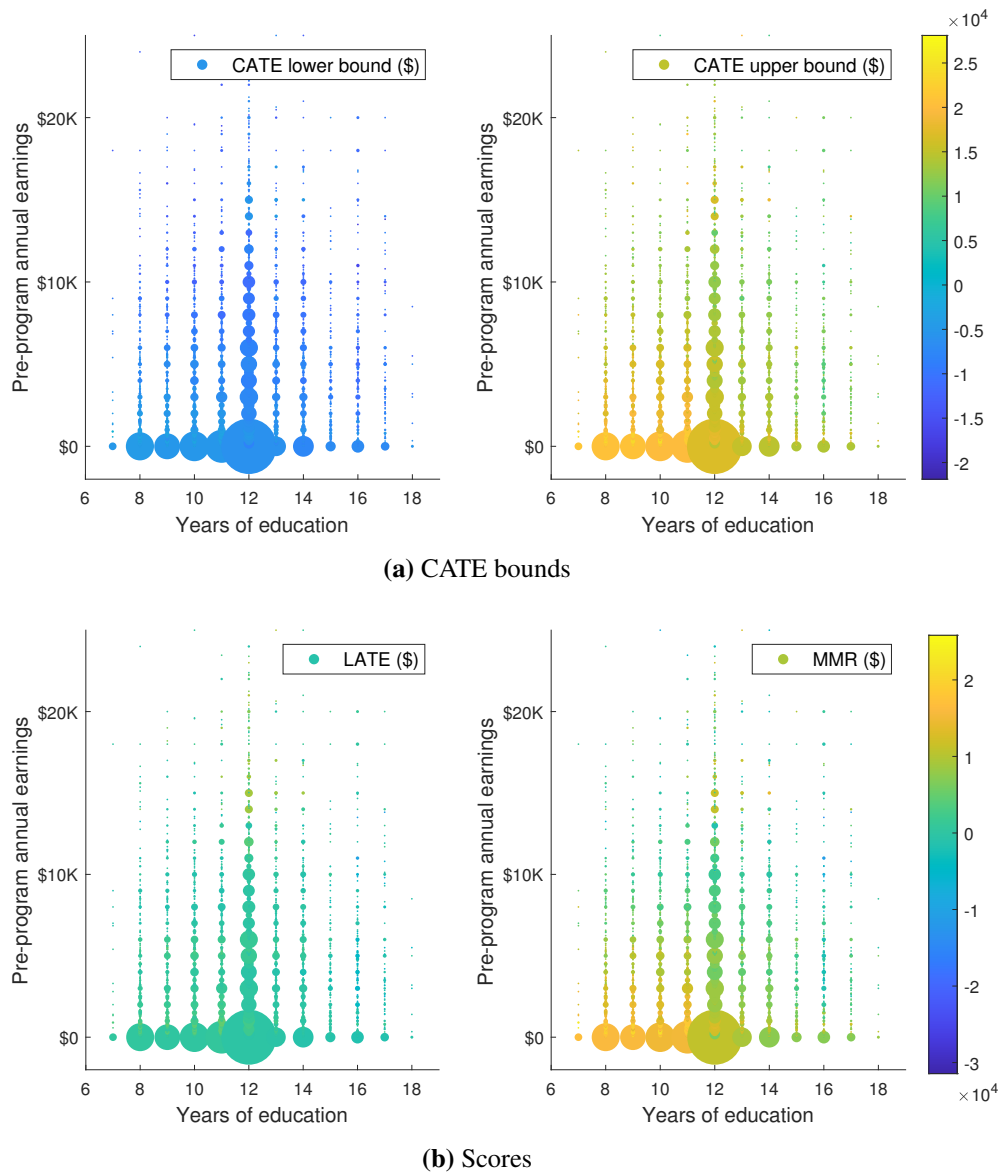 ×10⁴
CATE lower bound ($)
CATE upper bound ($)
Pre-program annual earnings
$20K
$10K
$0
6 8 10 12 14 16 18
Years of education
Pre-program annual earnings
$20K
$10K
$0
6 8 10 12 14 16 18
Years of education
2.5
2
1.5
1
0.5
0
-0.5
-1
-1.5
-2
(a) CATE bounds
LATE ($)
MMR ($)
Pre-program annual earnings
$20K
$10K
$0
6 8 10 12 14 16 18
Years of education
Pre-program annual earnings
$20K
$10K
$0
6 8 10 12 14 16 18
Years of education
2
1
0
-1
-2
-3
×10⁴
(b) Scores